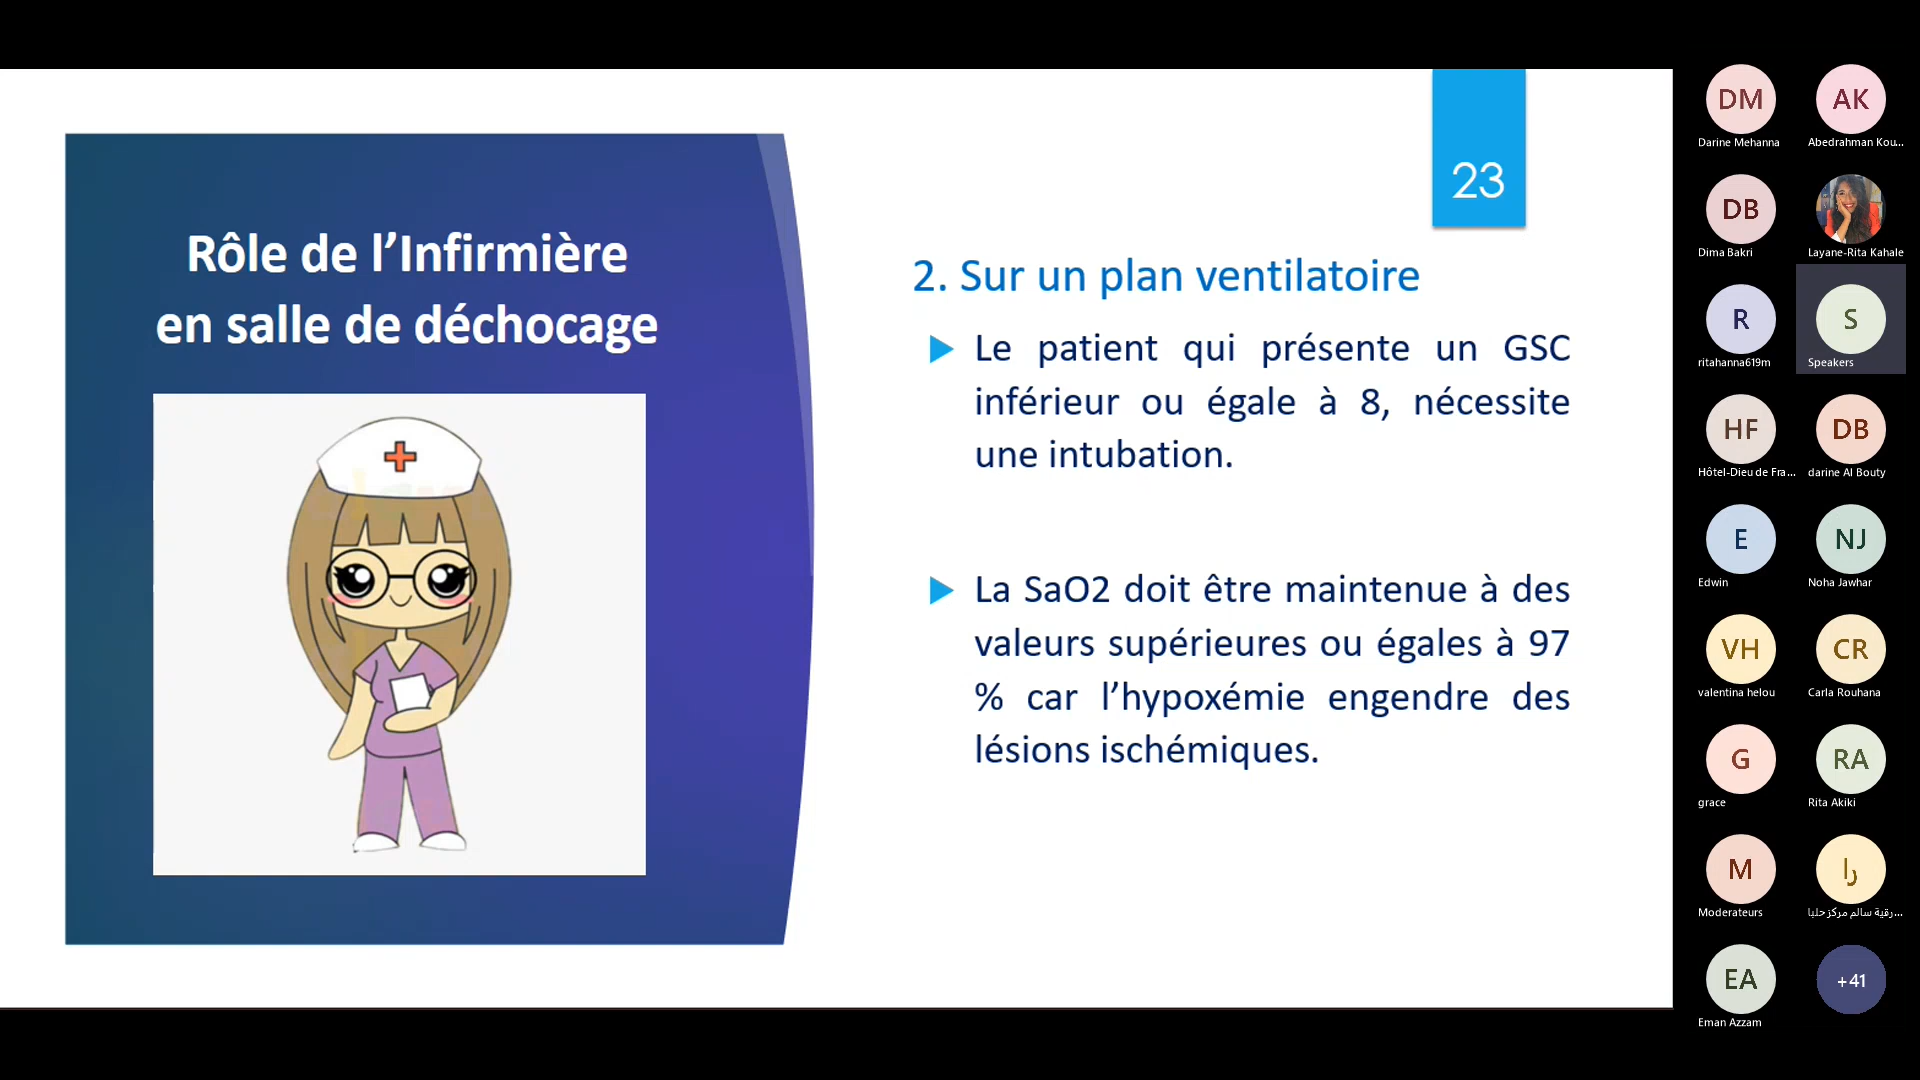 23
Rôle de l’Infirmière
en salle de déchocage
2. Sur un plan ventilatoire
Le patient qui présente un GSC
inférieur ou égale à 8, nécessite
une intubation.
La SaO2 doit être maintenue à des
valeurs supérieures ou égales à 97
% car l’hypoxémie engendre des
lésions ischémiques.
DM
Darine Mehanna
AK
Abedrahman Kou...
DB
Dima Bakri
Layane-Rita Kahale
R
ritahanna619m
S
Speakers
HF
Hôtel-Dieu de Fra...
DB
darine Al Bouty
E
Edwin
NJ
Noha Jawhar
VH
valentina helou
CR
Carla Rouhana
G
grace
RA
Rita Akiki
M
Moderateurs
را
رقية سالم مركز حلبا...
EA
Eman Azzam
+41